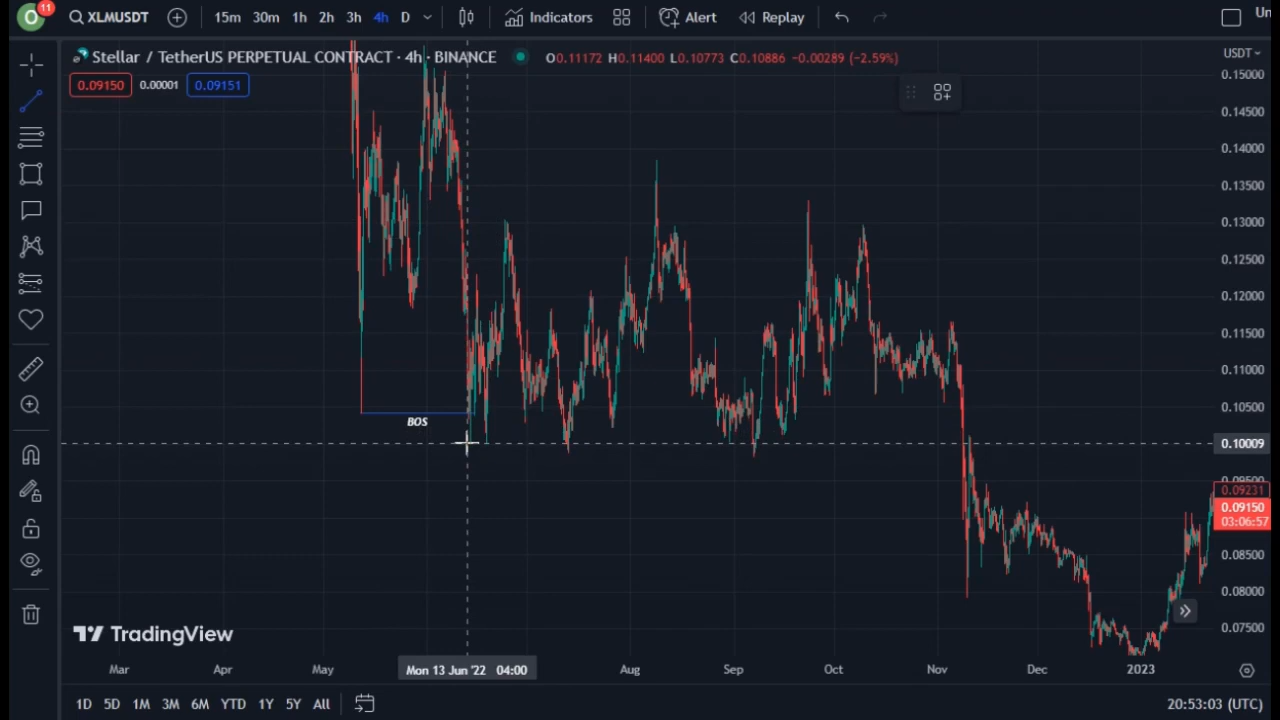 O 11 XLMUSDT 15m 30m 1h 2h 3h 4h D Indicators Alert Replay Un
Stellar / TetherUS PERPETUAL CONTRACT · 4h · BINANCE O0.11172 H0.11400 L0.10773 C0.10886 −0.00289 (−2.59%) USDT
0.09150 0.00001 0.09151
0.15000
0.14500
0.14000
0.13500
0.13000
0.12500
0.12000
0.11500
0.11000
0.10500
BOS
0.10009
0.09500
0.09231
0.09150
03:06:57
0.08500
0.08000
0.07500
TradingView
Mar Apr May Mon 13 Jun '22 04:00 Aug Sep Oct Nov Dec 2023
1D 5D 1M 3M 6M YTD 1Y 5Y All 20:53:03 (UTC)